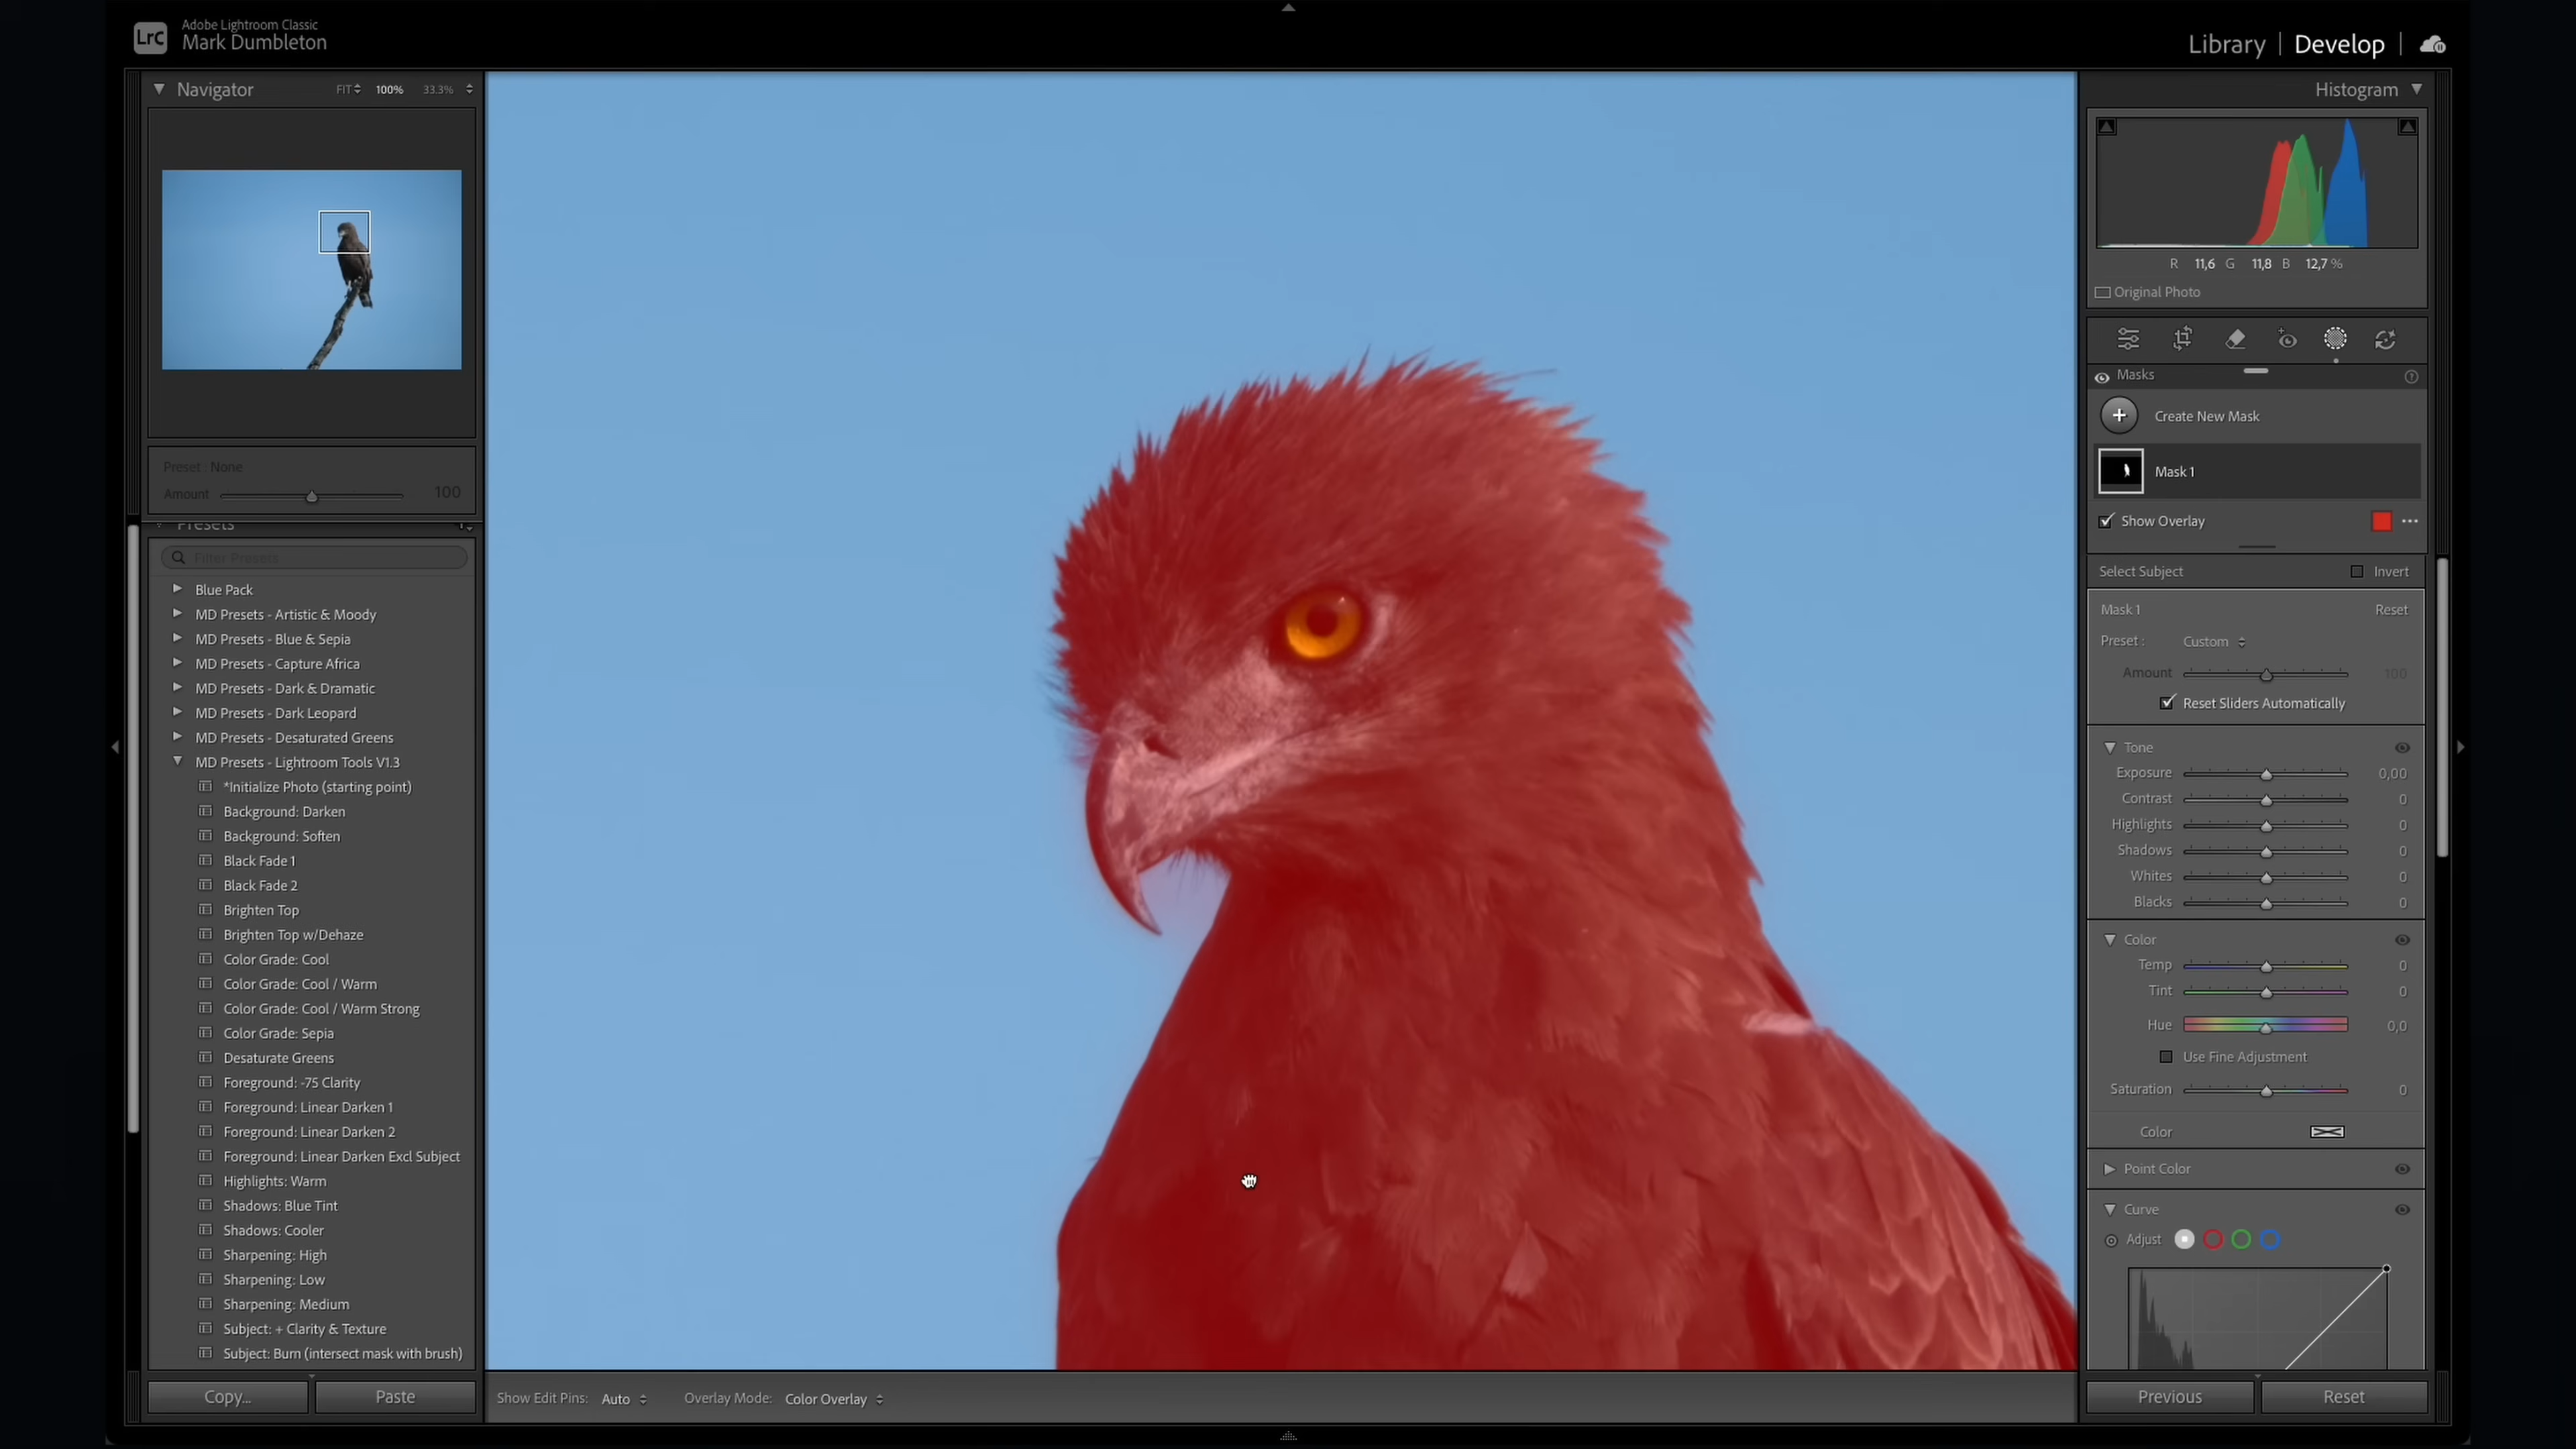 LrC
Adobe Lightroom Classic
Mark Dumbleton
Library | Develop |
Navigator
FIT 100% 33.3%
Preset : None
Amount 100
Presets
Filter Presets
Blue Pack
MD Presets - Artistic & Moody
MD Presets - Blue & Sepia
MD Presets - Capture Africa
MD Presets - Dark & Dramatic
MD Presets - Dark Leopard
MD Presets - Desaturated Greens
MD Presets - Lightroom Tools V1.3
*Initialize Photo (starting point)
Background: Darken
Background: Soften
Black Fade 1
Black Fade 2
Brighten Top
Brighten Top w/Dehaze
Color Grade: Cool
Color Grade: Cool / Warm
Color Grade: Cool / Warm Strong
Color Grade: Sepia
Desaturate Greens
Foreground: -75 Clarity
Foreground: Linear Darken 1
Foreground: Linear Darken 2
Foreground: Linear Darken Excl Subject
Highlights: Warm
Shadows: Blue Tint
Shadows: Cooler
Sharpening: High
Sharpening: Low
Sharpening: Medium
Subject: + Clarity & Texture
Subject: Burn (intersect mask with brush)
Copy...
Paste
Show Edit Pins: Auto
Overlay Mode: Color Overlay
Histogram
R 11,6 G 11,8 B 12,7 %
Original Photo
Masks
Create New Mask
Mask 1
Show Overlay
Select Subject
Invert
Mask 1
Reset
Preset : Custom
Amount 100
Reset Sliders Automatically
Tone
Exposure 0,00
Contrast 0
Highlights 0
Shadows 0
Whites 0
Blacks 0
Color
Temp 0
Tint 0
Hue 0,0
Use Fine Adjustment
Saturation 0
Color
Point Color
Curve
Adjust
Previous
Reset